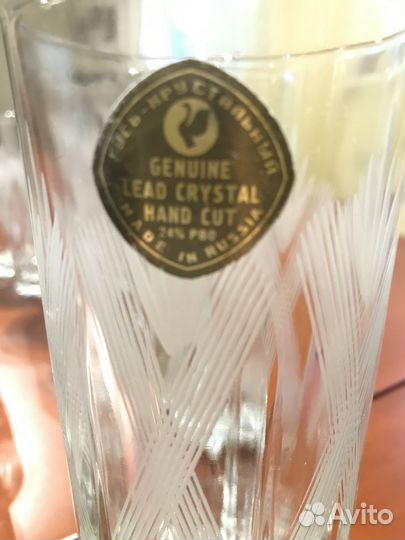 ГУСЬ-ХРУСТАЛЬНЫЙ
GENUINE
LEAD CRYSTAL
HAND CUT
24% PBO
MADE IN RUSSIA
Avito